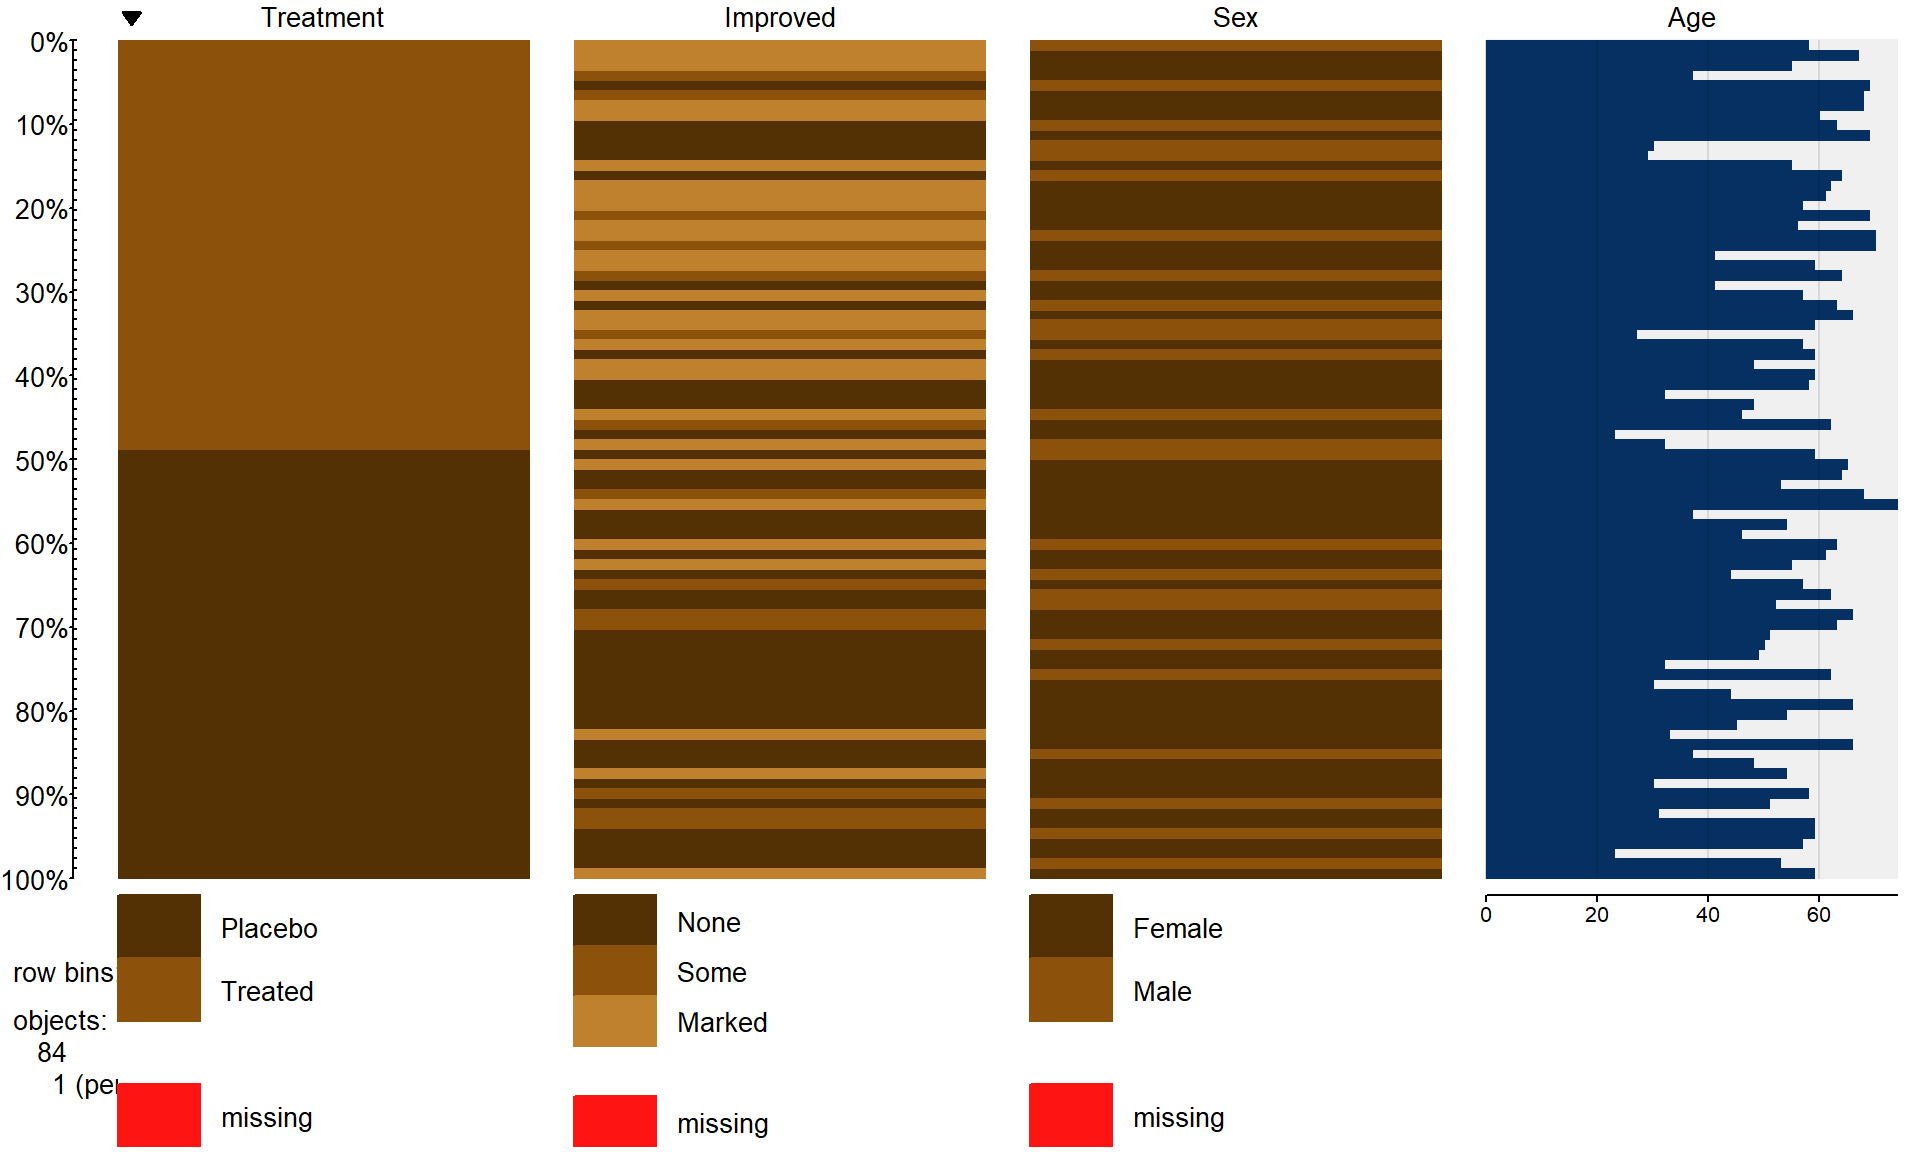 Treatment
Improved
Sex
Age
0%
10%
20%
30%
40%
50%
60%
70%
80%
90%
100%
0 20 40 60
Placebo
Treated
missing
None
Some
Marked
missing
Female
Male
missing
row bins:
objects:
84
1 (per